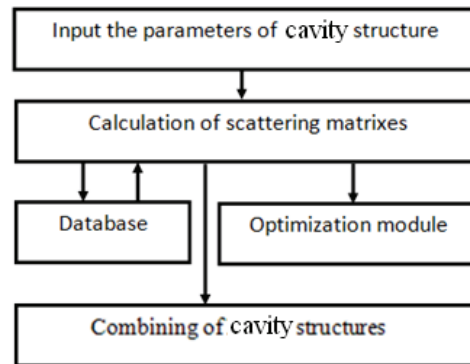 Input the parameters of cavity structure
Calculation of scattering matrixes
Database
Optimization module
Combining of cavity structures